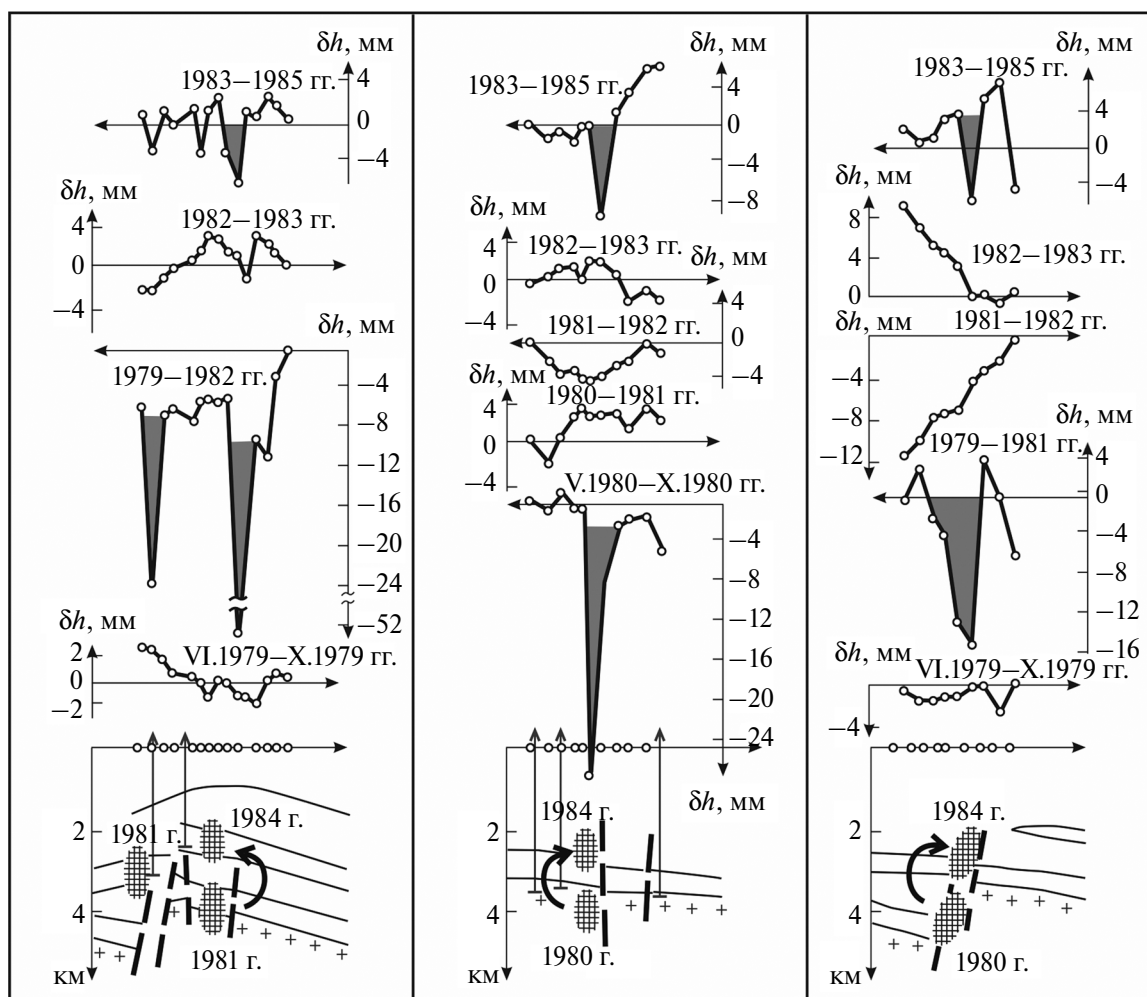 δh, мм
1983–1985 гг.
4
0
–4
δh, мм
1982–1983 гг.
4
0
–4
δh, мм
1979–1982 гг.
–4
–8
–12
–16
–20
–24
–52
δh, мм
VI.1979–X.1979 гг.
2
0
–2
2
4
км
1981 г.
1984 г.
1981 г.
+ +
+
+ + + + +
δh, мм
1983–1985 гг.
4
0
–4
–8
δh, мм
1982–1983 гг.
4
0
–4
4
1981–1982 гг.
0
–4
δh, мм
1980–1981 гг.
4
0
–4
V.1980–X.1980 гг.
–4
–8
–12
–16
–20
–24
δh, мм
1984 г.
2
4
км
1980 г.
+ + + + + +
δh, мм
1983–1985 гг.
4
0
–4
δh, мм
8
4
0
1982–1983 гг.
δh, мм
1981–1982 гг.
–4
–8
–12
1979–1981 гг.
4
0
–4
–8
–12
–16
δh, мм
VI.1979–X.1979 гг.
–4
1984 г.
2
4
км
1980 г.
+ +
+ + + +